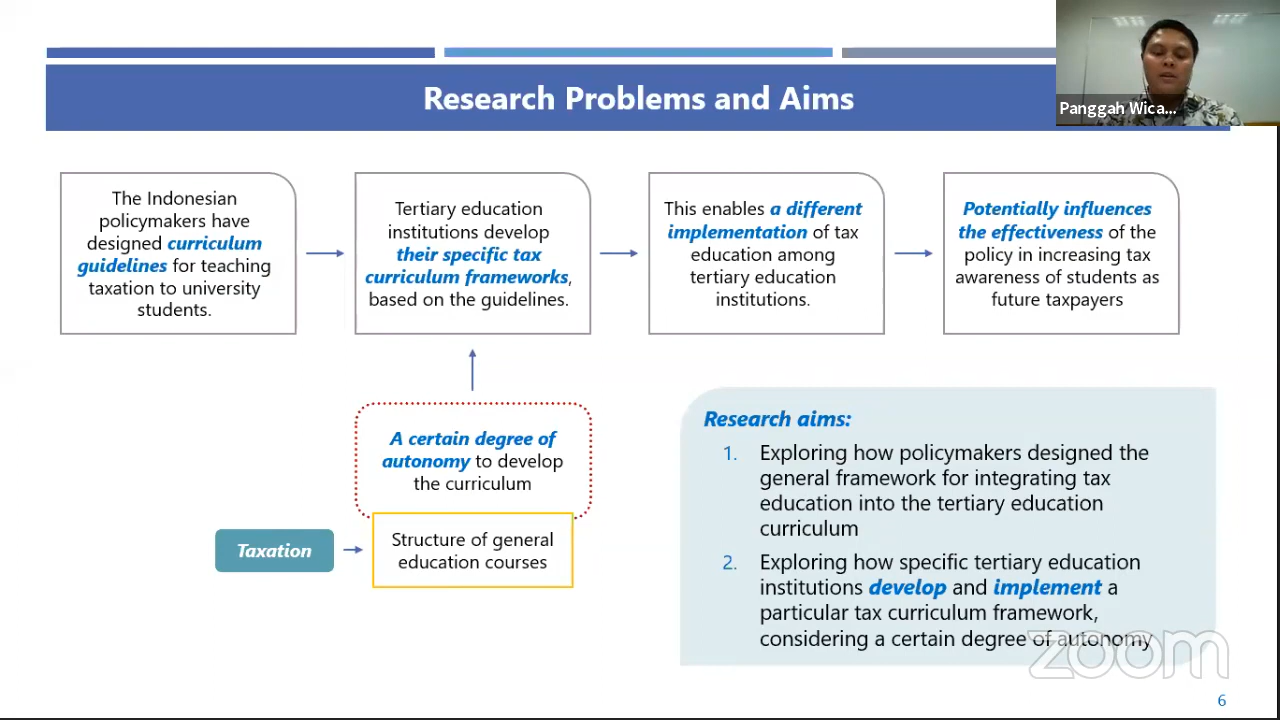 Research Problems and Aims
Panggah Wica...
The Indonesian
policymakers have
designed curriculum
guidelines for teaching
taxation to university
students.
Tertiary education
institutions develop
their specific tax
curriculum frameworks,
based on the guidelines.
This enables a different
implementation of tax
education among
tertiary education
institutions.
Potentially influences
the effectiveness of the
policy in increasing tax
awareness of students as
future taxpayers
A certain degree of
autonomy to develop
the curriculum
Taxation
Structure of general
education courses
Research aims:
1. Exploring how policymakers designed the
general framework for integrating tax
education into the tertiary education
curriculum
2. Exploring how specific tertiary education
institutions develop and implement a
particular tax curriculum framework,
considering a certain degree of autonomy
zoom
6